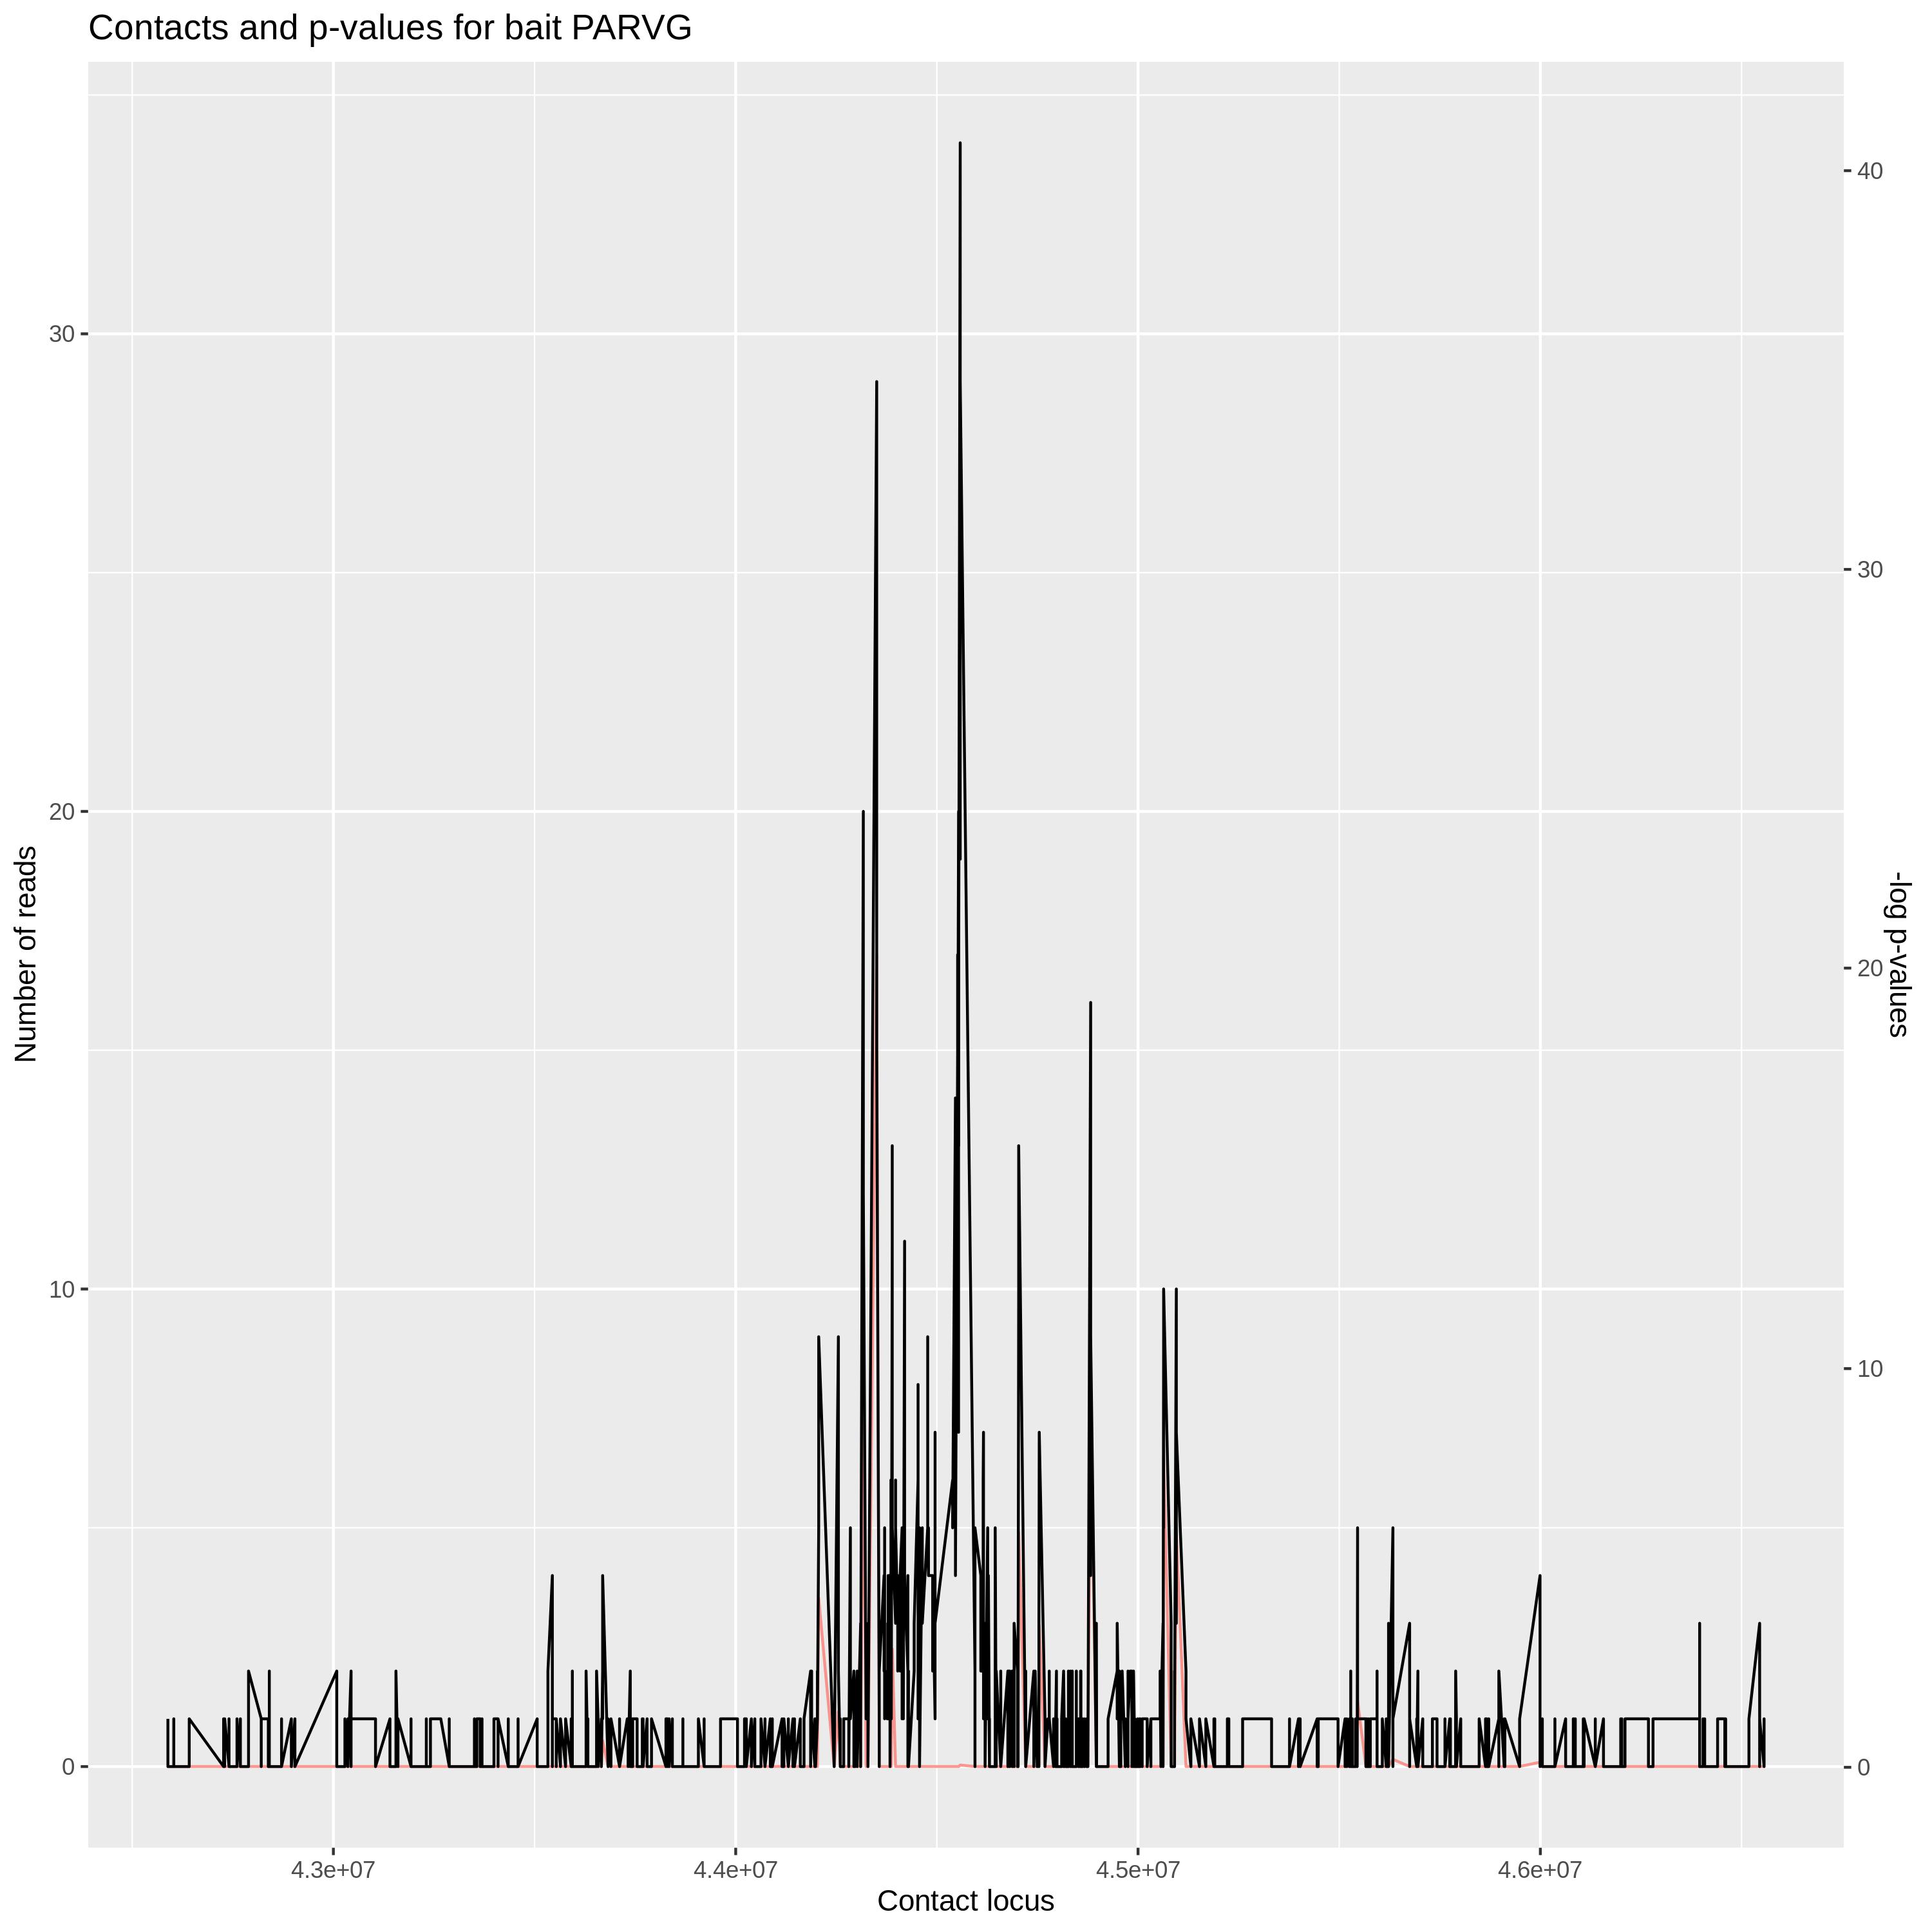 Contacts and p-values for bait PARVG
Number of reads
30
20
10
0
40
30
20
10
0
-log p-values
4.3e+07
4.4e+07
4.5e+07
4.6e+07
Contact locus